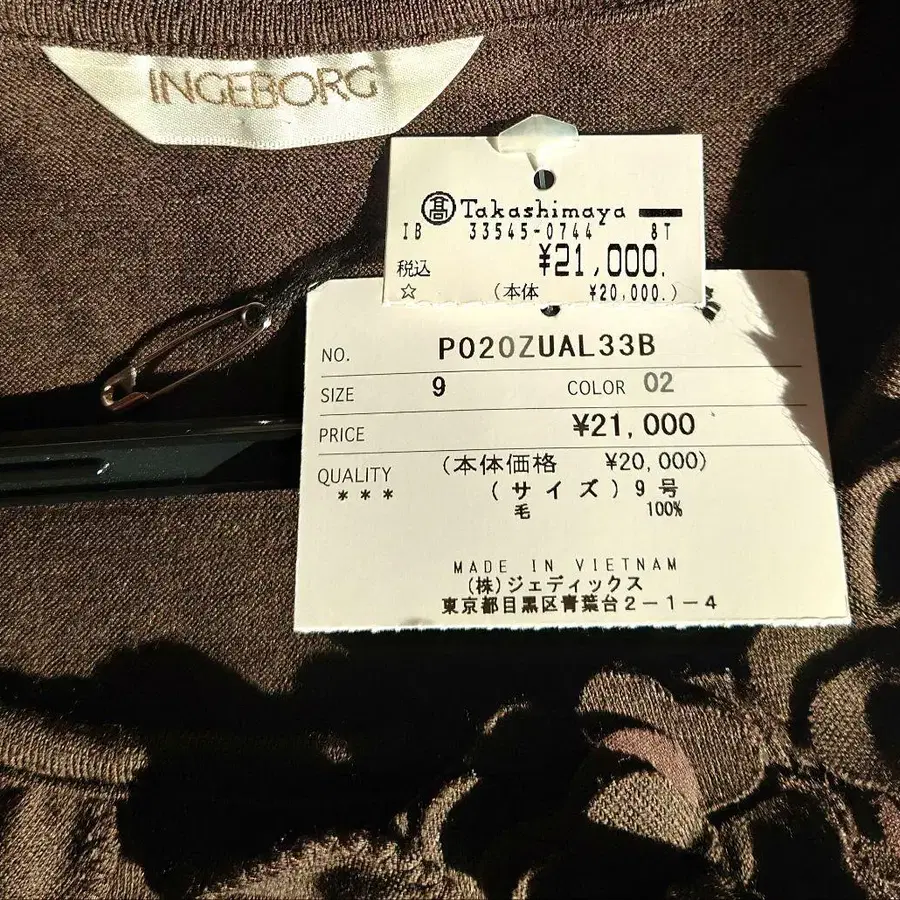 INGEBORG
髙 Takashimaya
IB 33545-0744 8T
税込 ¥21,000.
☆ (本体 ¥20,000.)
NO. P020ZUAL33B
SIZE 9 COLOR 02
PRICE ¥21,000
QUALITY (本体価格 ¥20,000)
*** (サイズ)9号
毛 100%
MADE IN VIETNAM
(株)ジェディックス
東京都目黒区青葉台2-1-4